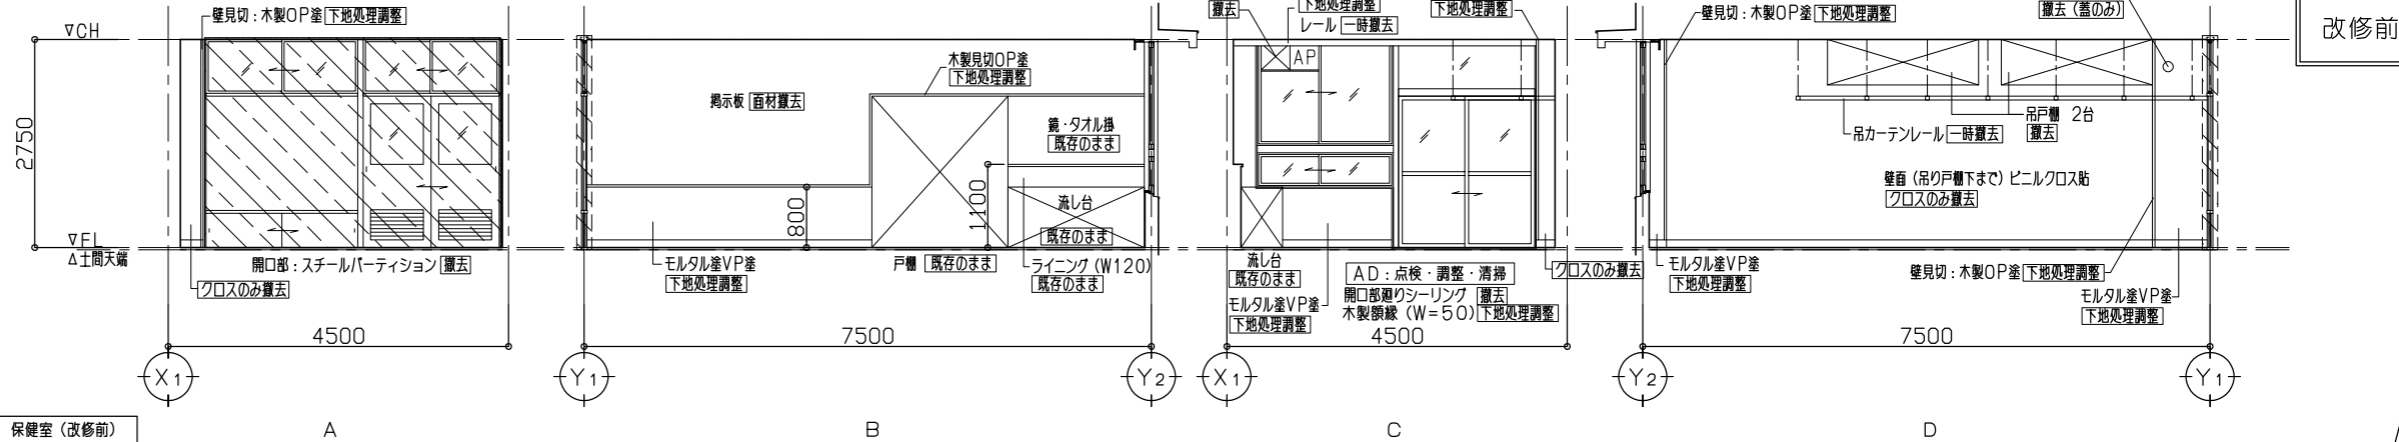 壁見切：木製OP塗 下地処理調整
▽CH
2750
▽FL
△土間天端
開口部：スチールパーティション 撤去
クロスのみ撤去
4500
X1
保健室（改修前）
A
木製見切OP塗
下地処理調整
掲示板 面材撤去
鏡・タオル掛
既存のまま
1100
800
流し台
既存のまま
モルタル塗VP塗
下地処理調整
戸棚 既存のまま
ライニング（W120）
既存のまま
7500
Y1
Y2
B
撤去
下地処理調整
レール 一時撤去
下地処理調整
AP
流し台
既存のまま
モルタル塗VP塗
下地処理調整
AD：点検・調整・清掃
開口部廻りシーリング 撤去
木製額縁（W=50） 下地処理調整
クロスのみ撤去
4500
X1
C
壁見切：木製OP塗 下地処理調整
撤去（蓋のみ）
吊戸棚 2台
撤去
吊カーテンレール 一時撤去
壁面（吊り戸棚下まで）ビニルクロス貼
クロスのみ撤去
モルタル塗VP塗
下地処理調整
壁見切：木製OP塗 下地処理調整
モルタル塗VP塗
下地処理調整
7500
Y2
Y1
D
改修前